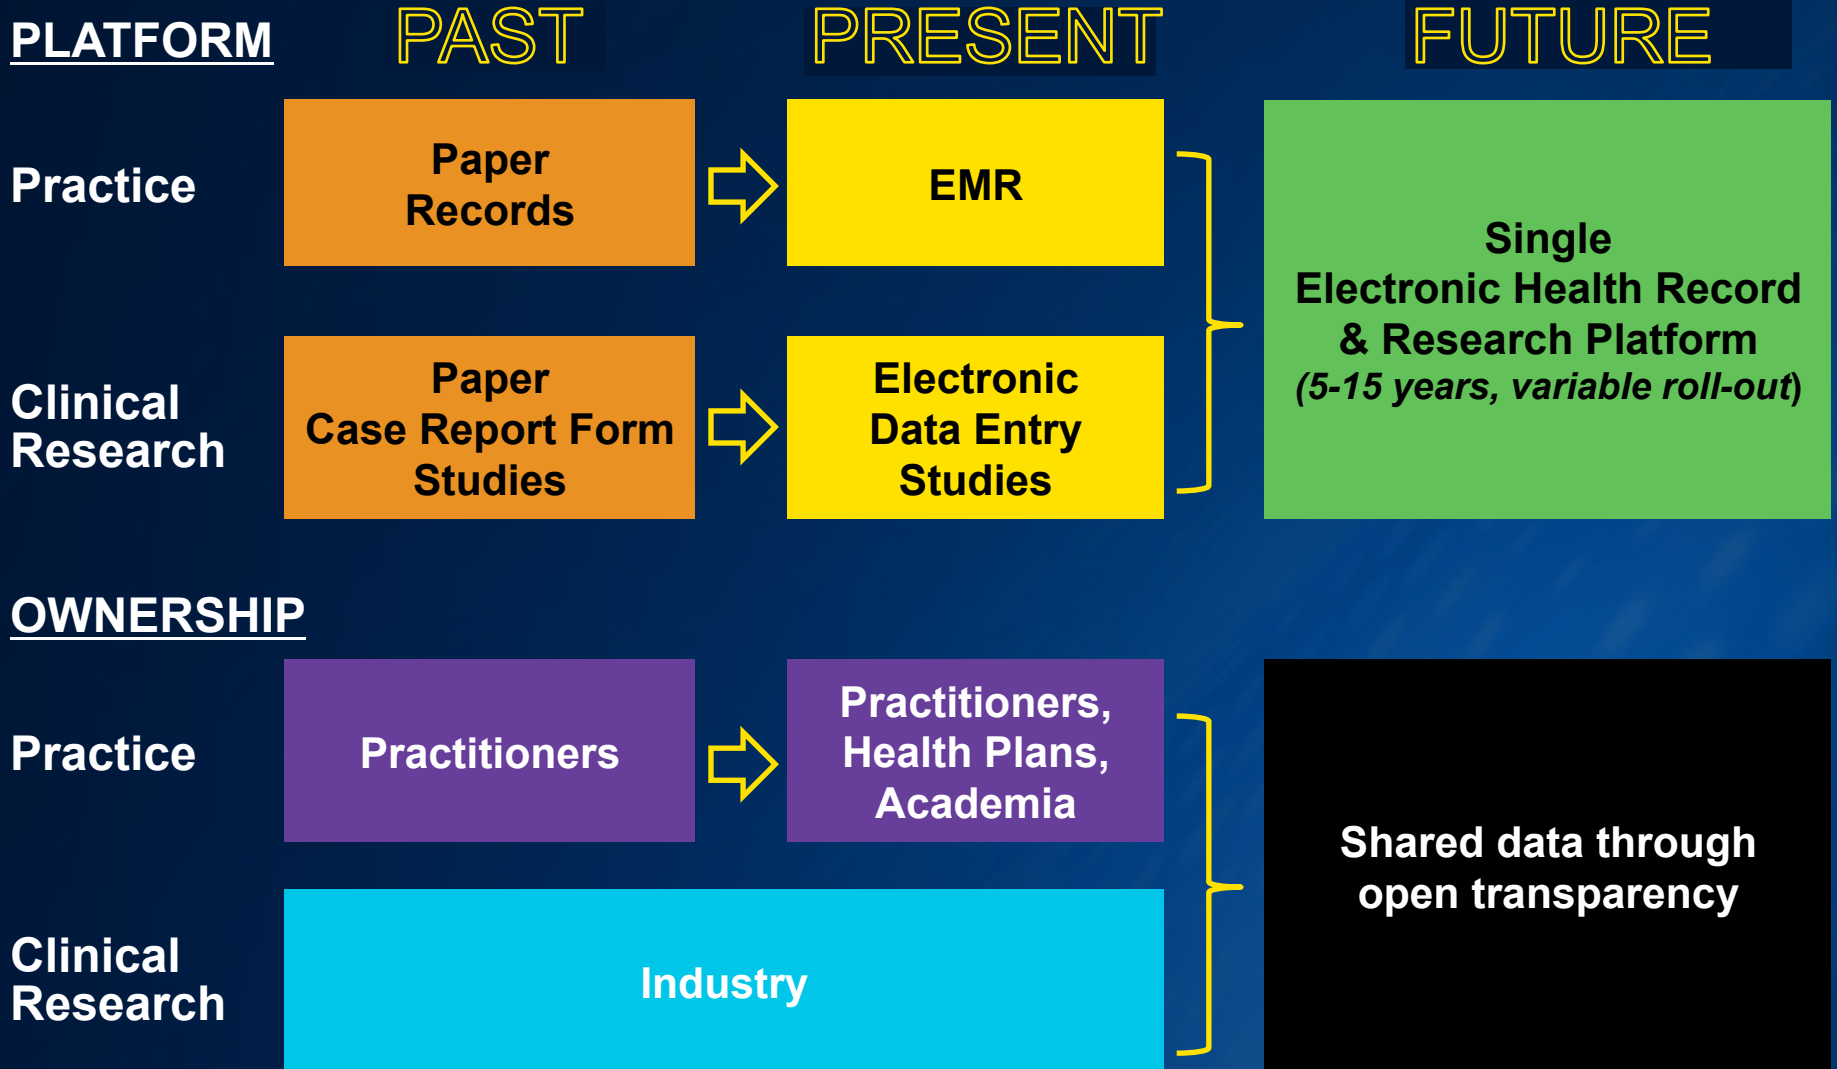 PLATFORM PAST PRESENT FUTURE
Practice
Paper
Records
EMR
Single
Electronic Health Record
& Research Platform
(5-15 years, variable roll-out)
Clinical
Research
Paper
Case Report Form
Studies
Electronic
Data Entry
Studies
OWNERSHIP
Practice
Practitioners
Practitioners,
Health Plans,
Academia
Shared data through
open transparency
Clinical
Research
Industry